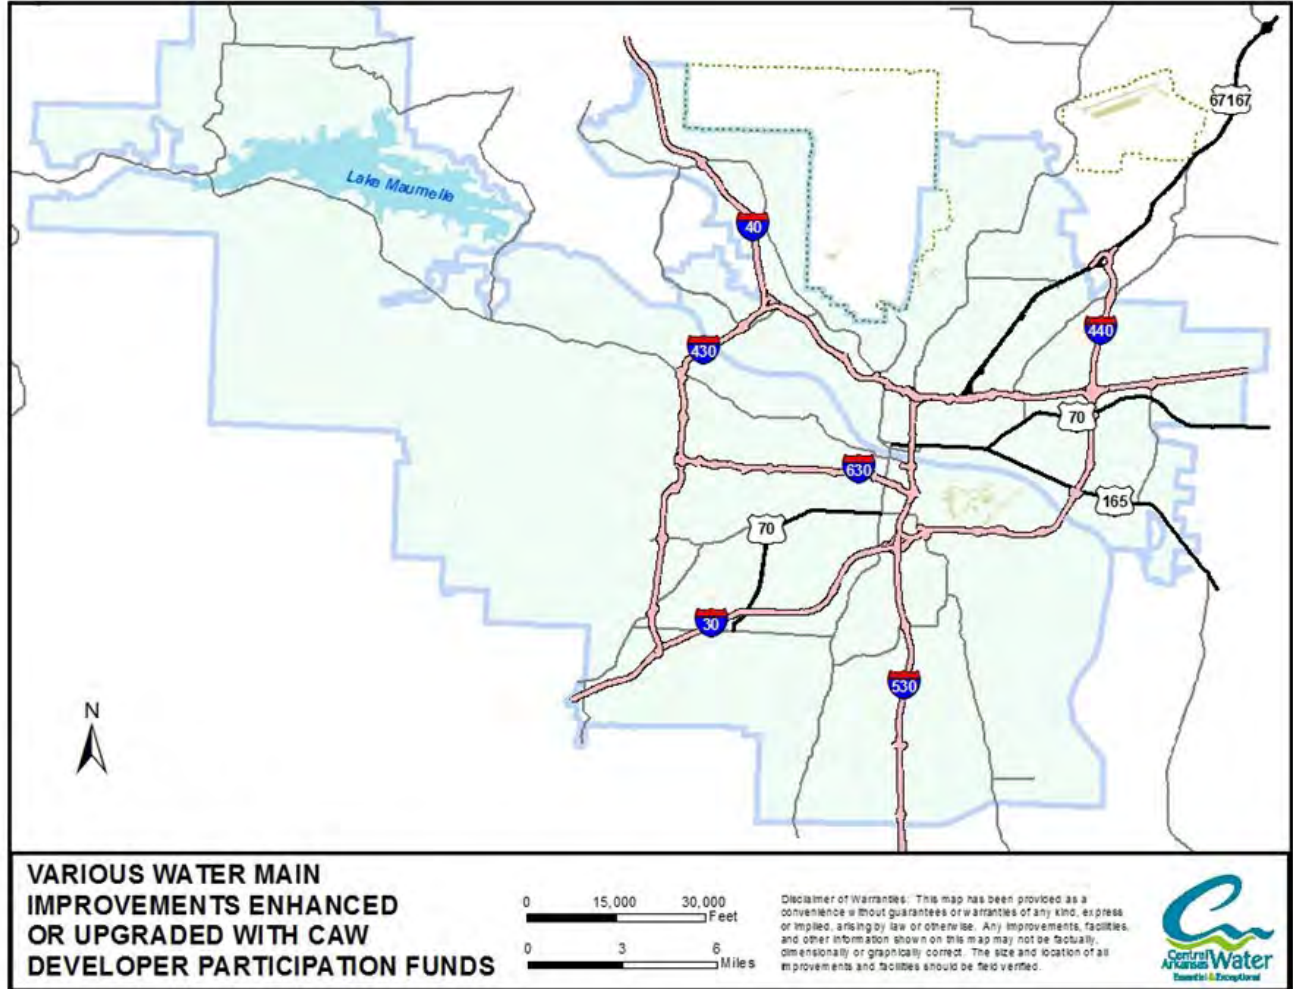 67167
Lake Maumelle
40
430
440
70
630
165
70
30
530
N
VARIOUS WATER MAIN
IMPROVEMENTS ENHANCED
OR UPGRADED WITH CAW
DEVELOPER PARTICIPATION FUNDS
0 15,000 30,000
Feet
0 3 6
Miles
Disclaimer of Warranties: This map has been provided as a
convenience without guarantees or warranties of any kind, express
or implied, arising by law or otherwise. Any improvements, facilities,
and other information shown on this map may not be factually,
dimensionally or graphically correct. The size and location of all
improvements and facilities should be field verified.
Central
Arkansas Water
Essential & Exceptional